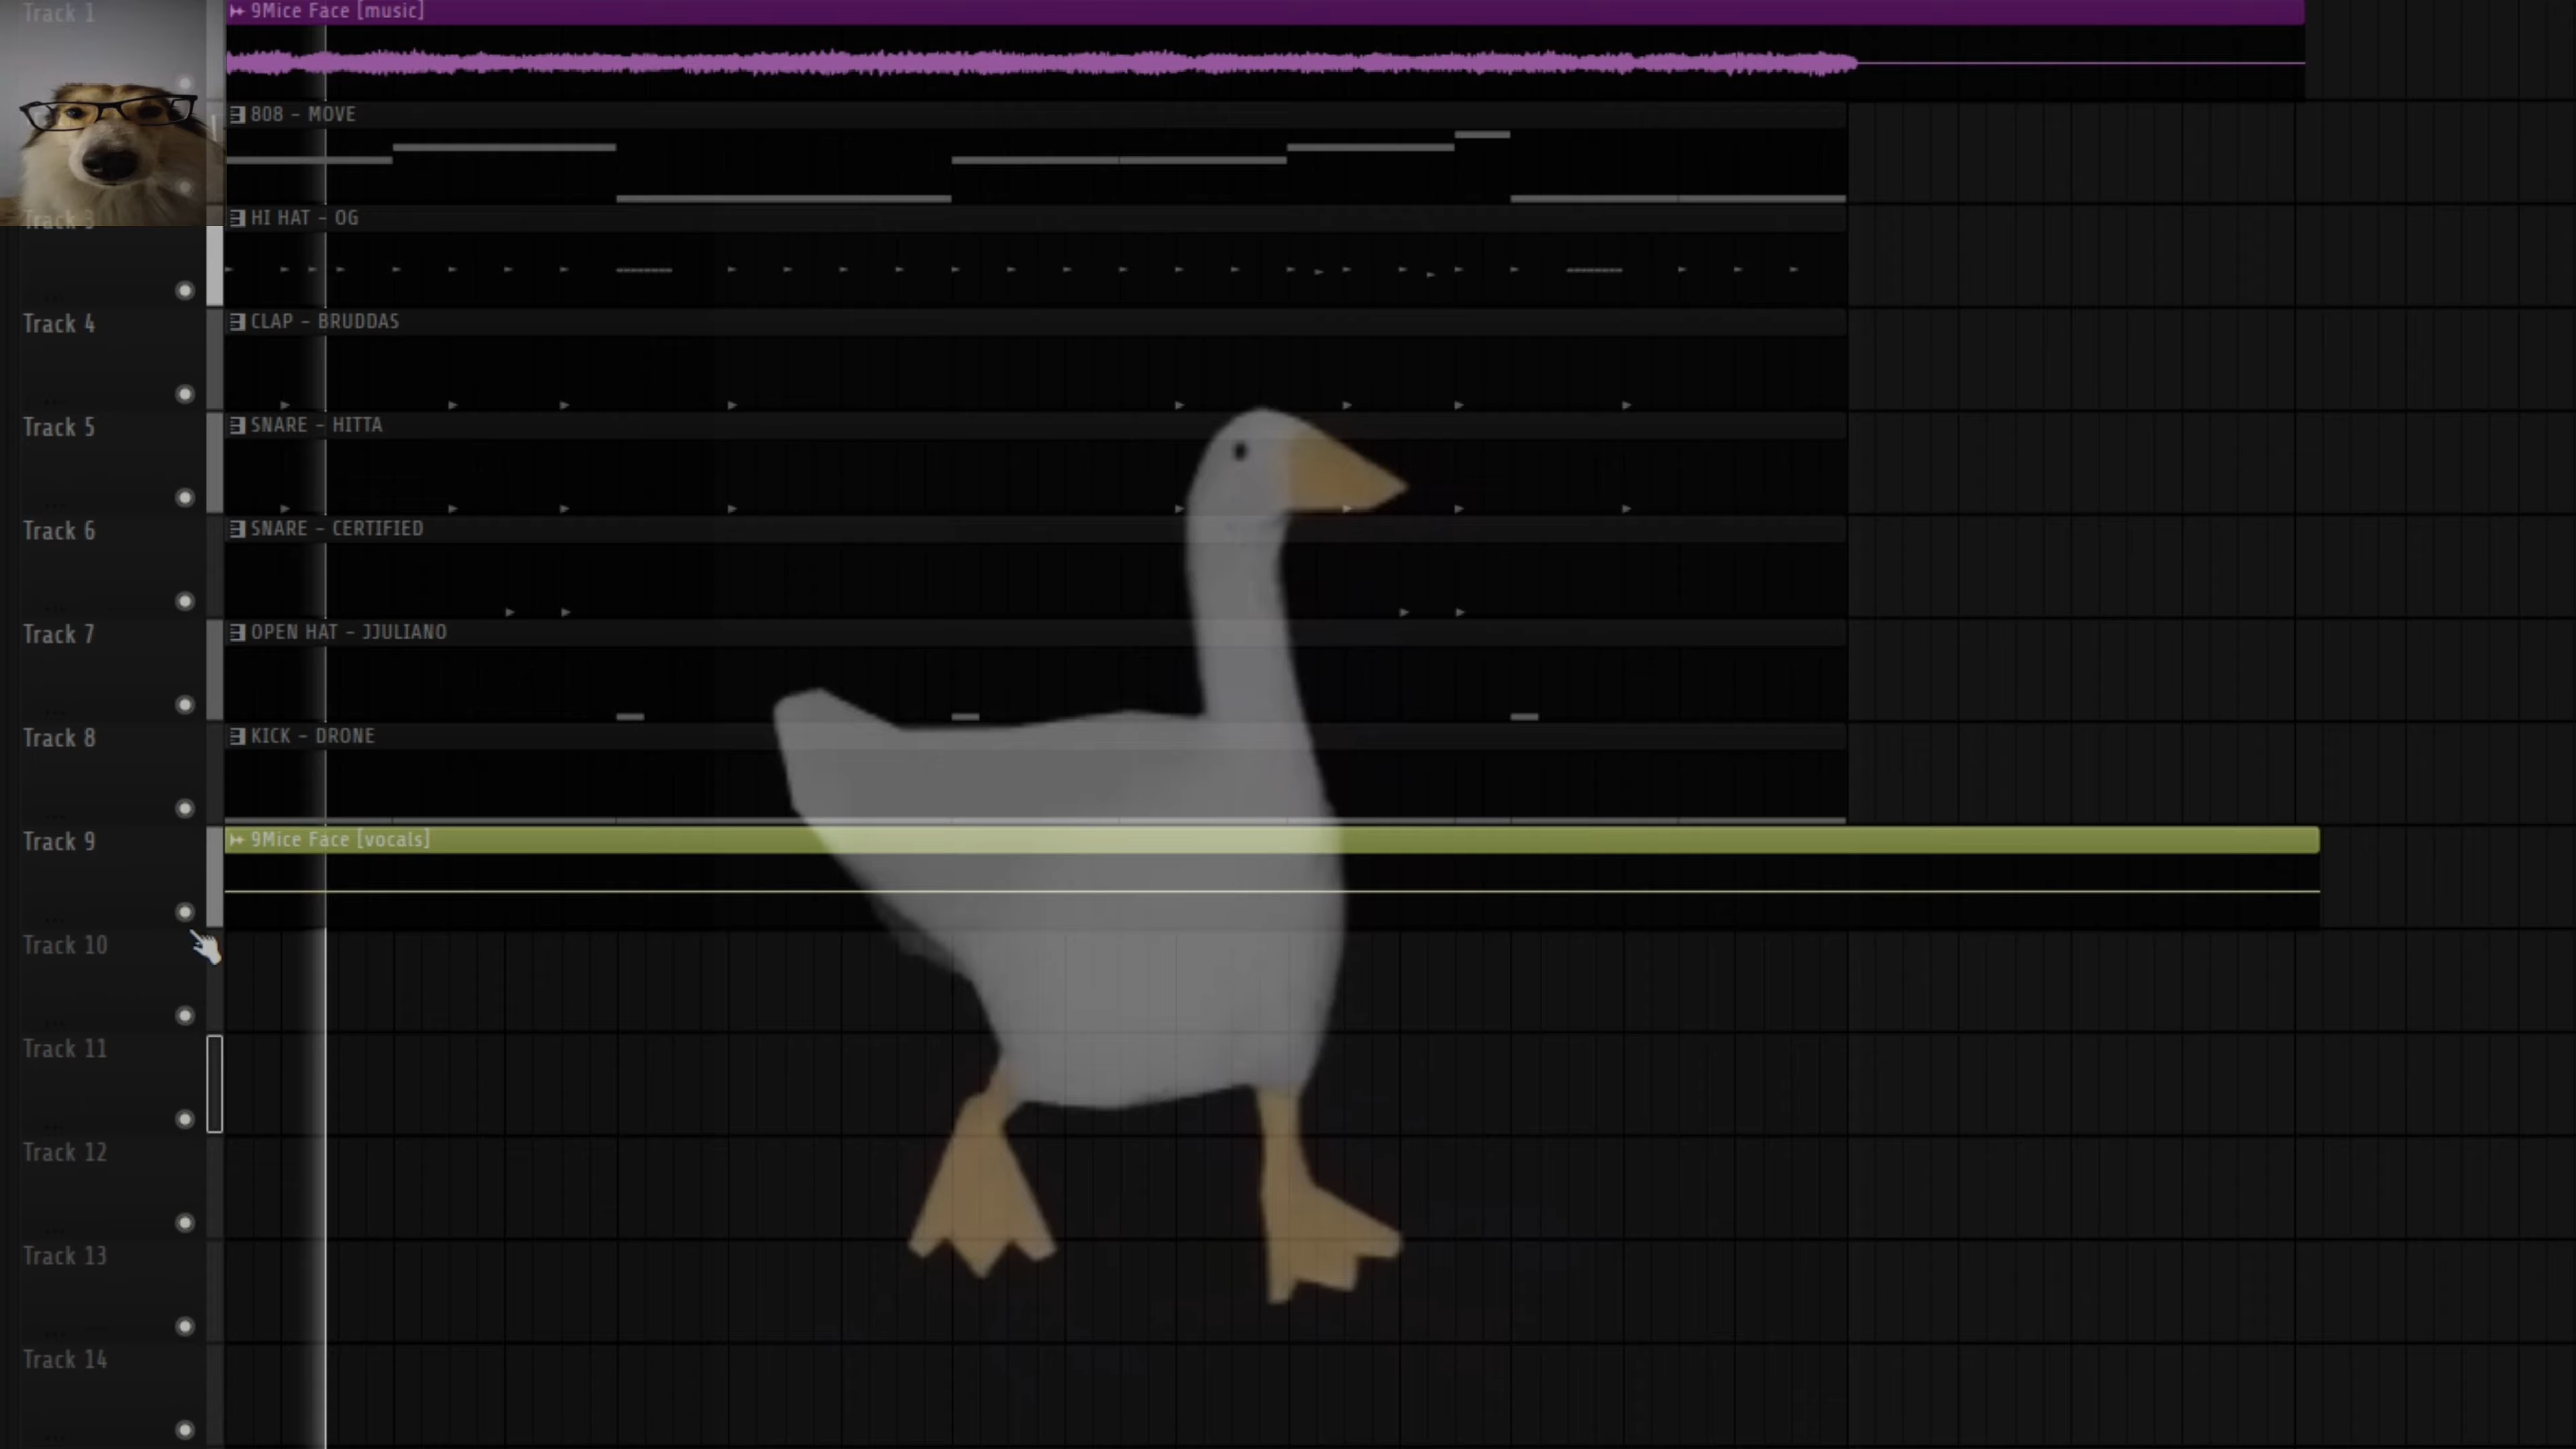 Track 1
9Mice Face [music]
808 - MOVE
Track 3
HI HAT - OG
Track 4
CLAP - BRUDDAS
Track 5
SNARE - HITTA
Track 6
SNARE - CERTIFIED
Track 7
OPEN HAT - JJULIANO
Track 8
KICK - DRONE
Track 9
9Mice Face [vocals]
Track 10
Track 11
Track 12
Track 13
Track 14